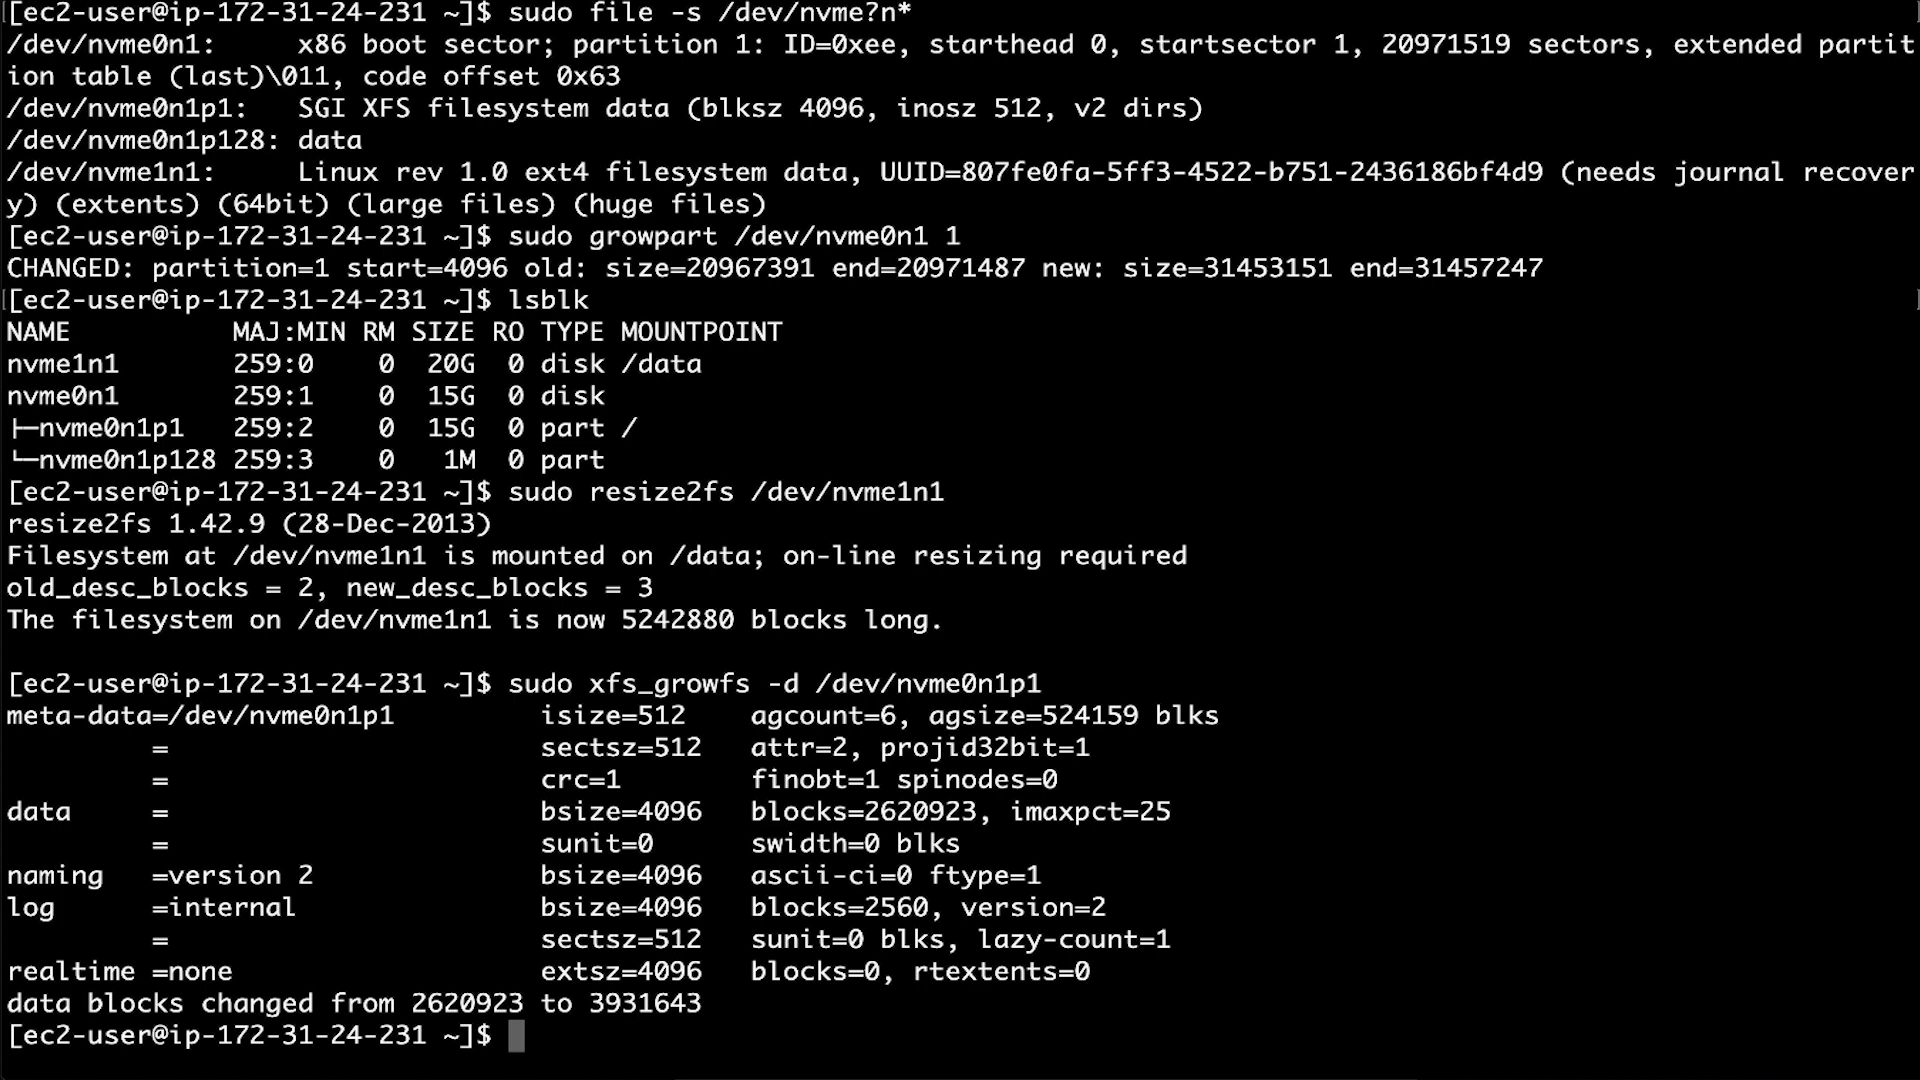 [ec2-user@ip-172-31-24-231 ~]$ sudo file -s /dev/nvme?n*
/dev/nvme0n1:     x86 boot sector; partition 1: ID=0xee, starthead 0, startsector 1, 20971519 sectors, extended partit
ion table (last)\011, code offset 0x63
/dev/nvme0n1p1:   SGI XFS filesystem data (blksz 4096, inosz 512, v2 dirs)
/dev/nvme0n1p128: data
/dev/nvme1n1:     Linux rev 1.0 ext4 filesystem data, UUID=807fe0fa-5ff3-4522-b751-2436186bf4d9 (needs journal recover
y) (extents) (64bit) (large files) (huge files)
[ec2-user@ip-172-31-24-231 ~]$ sudo growpart /dev/nvme0n1 1
CHANGED: partition=1 start=4096 old: size=20967391 end=20971487 new: size=31453151 end=31457247
[ec2-user@ip-172-31-24-231 ~]$ lsblk
NAME          MAJ:MIN RM SIZE RO TYPE MOUNTPOINT
nvme1n1       259:0    0  20G  0 disk /data
nvme0n1       259:1    0  15G  0 disk
├─nvme0n1p1   259:2    0  15G  0 part /
└─nvme0n1p128 259:3    0   1M  0 part
[ec2-user@ip-172-31-24-231 ~]$ sudo resize2fs /dev/nvme1n1
resize2fs 1.42.9 (28-Dec-2013)
Filesystem at /dev/nvme1n1 is mounted on /data; on-line resizing required
old_desc_blocks = 2, new_desc_blocks = 3
The filesystem on /dev/nvme1n1 is now 5242880 blocks long.
[ec2-user@ip-172-31-24-231 ~]$ sudo xfs_growfs -d /dev/nvme0n1p1
meta-data=/dev/nvme0n1p1         isize=512    agcount=6, agsize=524159 blks
         =                       sectsz=512   attr=2, projid32bit=1
         =                       crc=1        finobt=1 spinodes=0
data     =                       bsize=4096   blocks=2620923, imaxpct=25
         =                       sunit=0      swidth=0 blks
naming   =version 2              bsize=4096   ascii-ci=0 ftype=1
log      =internal               bsize=4096   blocks=2560, version=2
         =                       sectsz=512   sunit=0 blks, lazy-count=1
realtime =none                   extsz=4096   blocks=0, rtextents=0
data blocks changed from 2620923 to 3931643
[ec2-user@ip-172-31-24-231 ~]$